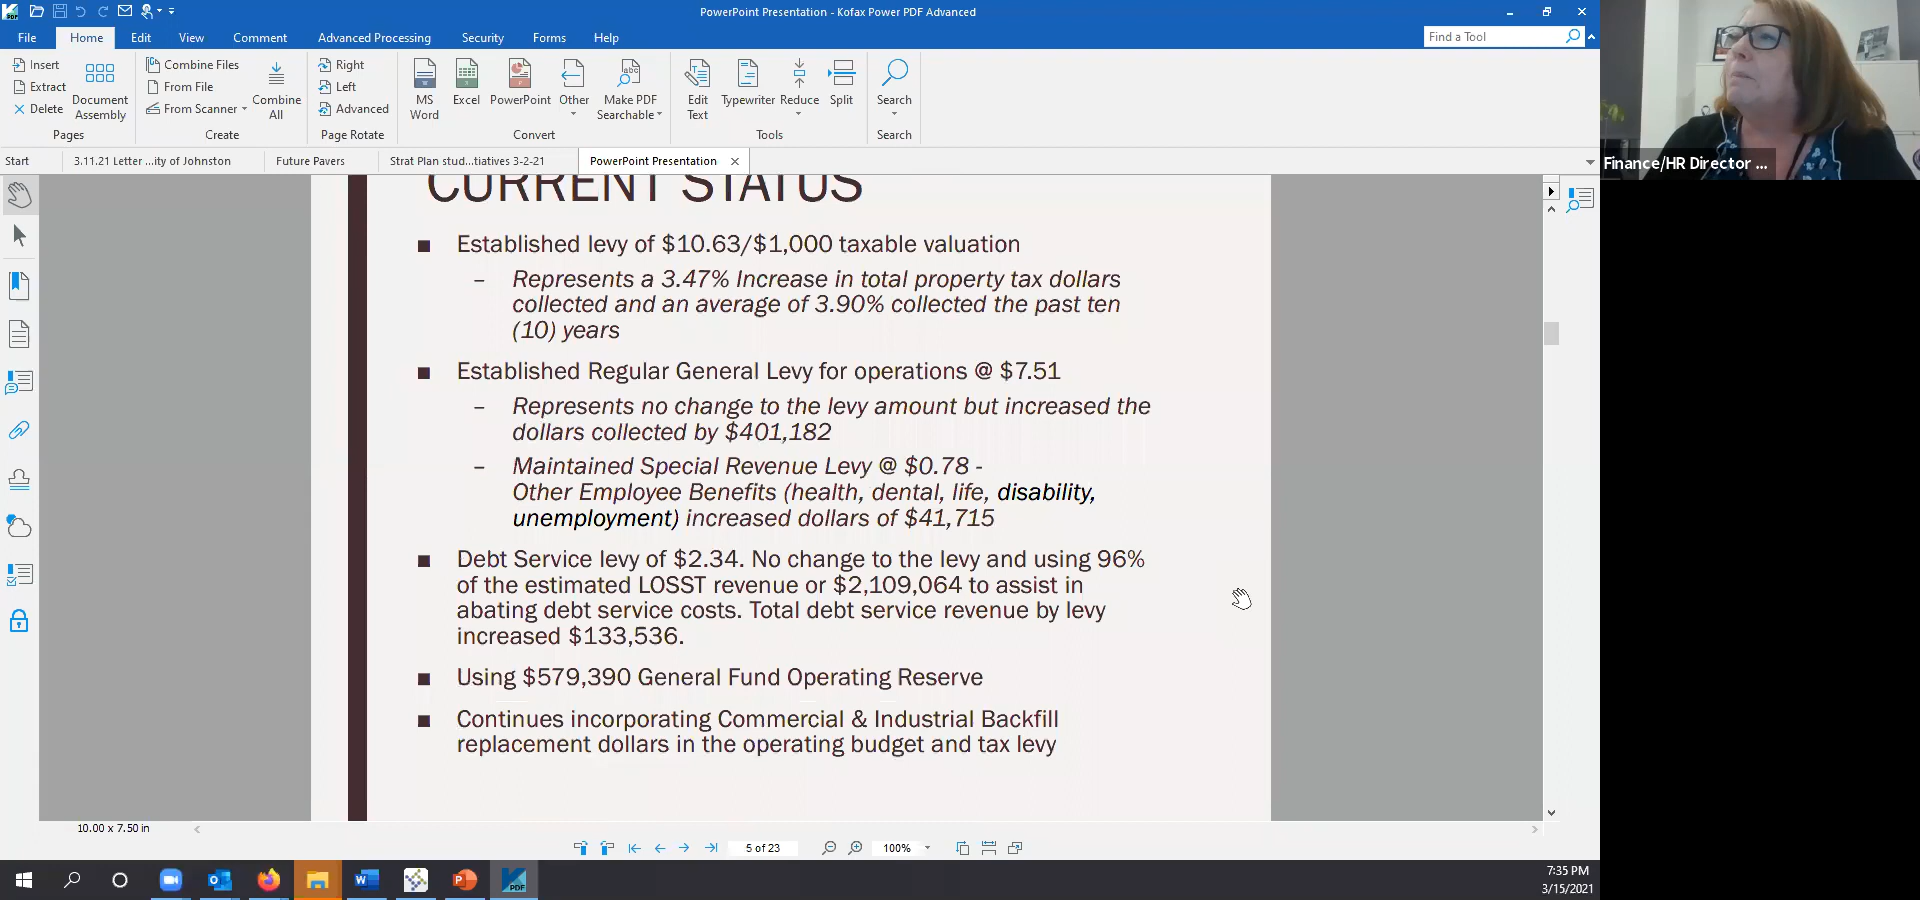 PowerPoint Presentation - Kofax Power PDF Advanced
File Home Edit View Comment Advanced Processing Security Forms Help
Find a Tool
Insert
Extract
Delete
Document
Assembly
Pages
Combine Files
From File
From Scanner
Combine
All
Create
Right
Left
Advanced
Page Rotate
MS
Word
Excel
PowerPoint
Other
Make PDF
Searchable
Convert
Edit
Text
Typewriter
Reduce
Split
Tools
Search
Search
Start
3.11.21 Letter ...ity of Johnston
Future Pavers
Strat Plan stud...tiatives 3-2-21
PowerPoint Presentation
Finance/HR Director ...
CURRENT STATUS
■ Established levy of $10.63/$1,000 taxable valuation
– Represents a 3.47% Increase in total property tax dollars
collected and an average of 3.90% collected the past ten
(10) years
■ Established Regular General Levy for operations @ $7.51
– Represents no change to the levy amount but increased the
dollars collected by $401,182
– Maintained Special Revenue Levy @ $0.78 -
Other Employee Benefits (health, dental, life, disability,
unemployment) increased dollars of $41,715
■ Debt Service levy of $2.34. No change to the levy and using 96%
of the estimated LOSST revenue or $2,109,064 to assist in
abating debt service costs. Total debt service revenue by levy
increased $133,536.
■ Using $579,390 General Fund Operating Reserve
■ Continues incorporating Commercial & Industrial Backfill
replacement dollars in the operating budget and tax levy
10.00 x 7.50 in
5 of 23
100%
7:35 PM
3/15/2021